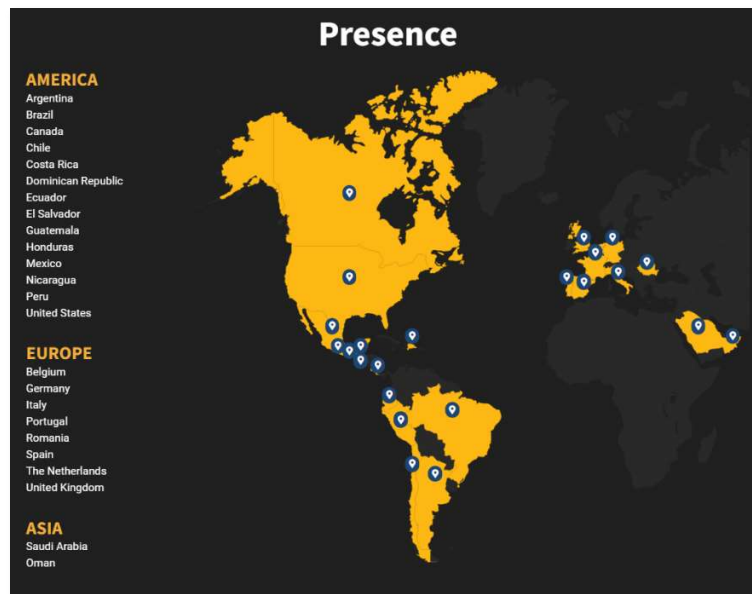 Presence
AMERICA
Argentina
Brazil
Canada
Chile
Costa Rica
Dominican Republic
Ecuador
El Salvador
Guatemala
Honduras
Mexico
Nicaragua
Peru
United States
EUROPE
Belgium
Germany
Italy
Portugal
Romania
Spain
The Netherlands
United Kingdom
ASIA
Saudi Arabia
Oman